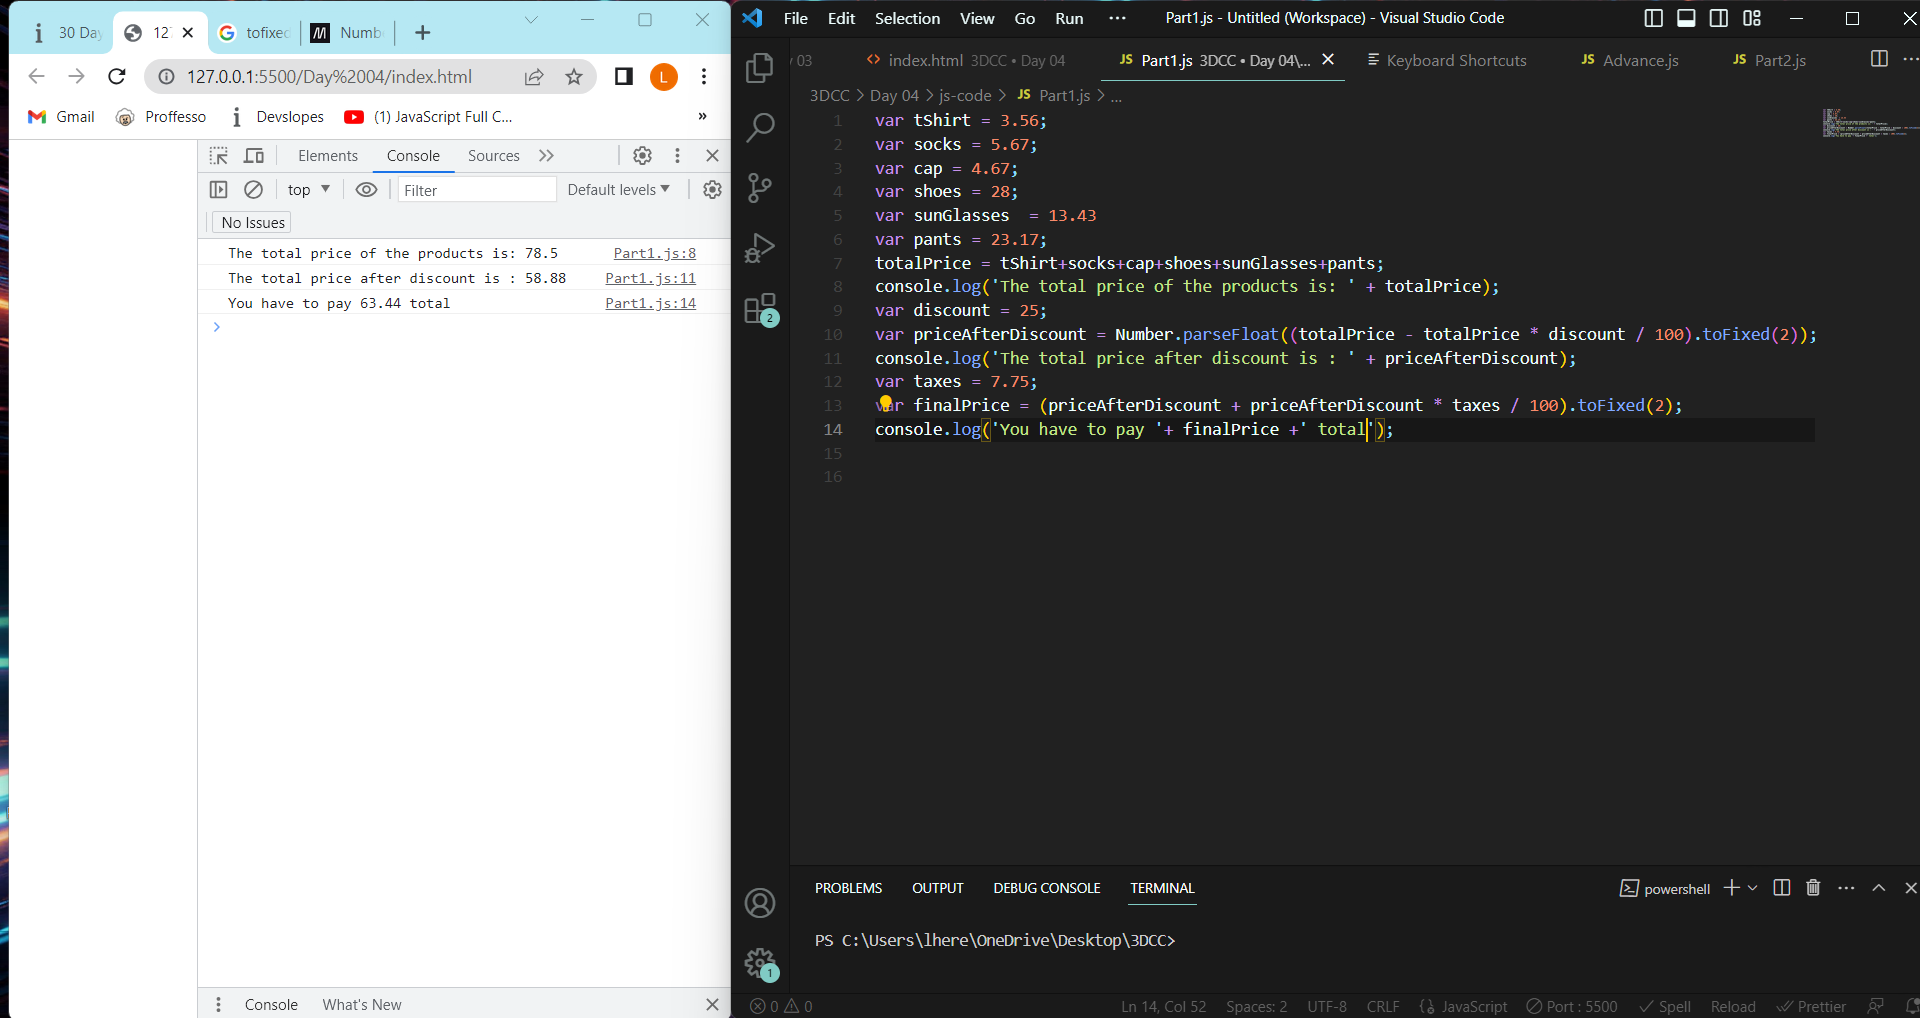 30 Da
12
tofixed
Numb
127.0.0.1:5500/Day%2004/index.html
L
Gmail
Proffesso
Devslopes
(1) JavaScript Full C...
»
Elements
Console
Sources
top
Filter
Default levels
No Issues
The total price of the products is: 78.5 Part1.js:8
The total price after discount is : 58.88 Part1.js:11
You have to pay 63.44 total Part1.js:14
>
Console
What's New
File Edit Selection View Go Run ···
Part1.js - Untitled (Workspace) - Visual Studio Code
03
index.html 3DCC • Day 04
JS Part1.js 3DCC • Day 04\...
Keyboard Shortcuts
JS Advance.js
JS Part2.js
3DCC > Day 04 > js-code > JS Part1.js > ...
1 var tShirt = 3.56;
2 var socks = 5.67;
3 var cap = 4.67;
4 var shoes = 28;
5 var sunGlasses  = 13.43
6 var pants = 23.17;
7 totalPrice = tShirt+socks+cap+shoes+sunGlasses+pants;
8 console.log('The total price of the products is: ' + totalPrice);
9 var discount = 25;
10 var priceAfterDiscount = Number.parseFloat((totalPrice - totalPrice * discount / 100).toFixed(2));
11 console.log('The total price after discount is : ' + priceAfterDiscount);
12 var taxes = 7.75;
13 var finalPrice = (priceAfterDiscount + priceAfterDiscount * taxes / 100).toFixed(2);
14 console.log('You have to pay '+ finalPrice +' total');
15
16
2
1
PROBLEMS OUTPUT DEBUG CONSOLE TERMINAL
powershell
PS C:\Users\lhere\OneDrive\Desktop\3DCC>
0 0
Ln 14, Col 52 Spaces: 2 UTF-8 CRLF {} JavaScript Port : 5500 Spell Reload Prettier